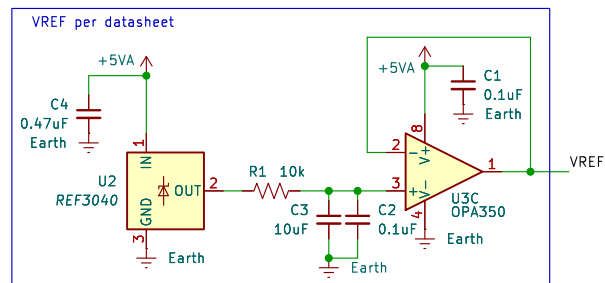 VREF per datasheet
+5VA
C4
0.47uF
Earth
1
IN
U2
REF3040
OUT
2
GND
3
Earth
R1 10k
C3
10uF
C2
0.1uF
Earth
+5VA
C1
0.1uF
Earth
8
V+
2
-
3
+
V-
4
1
U3C
OPA350
Earth
VREF